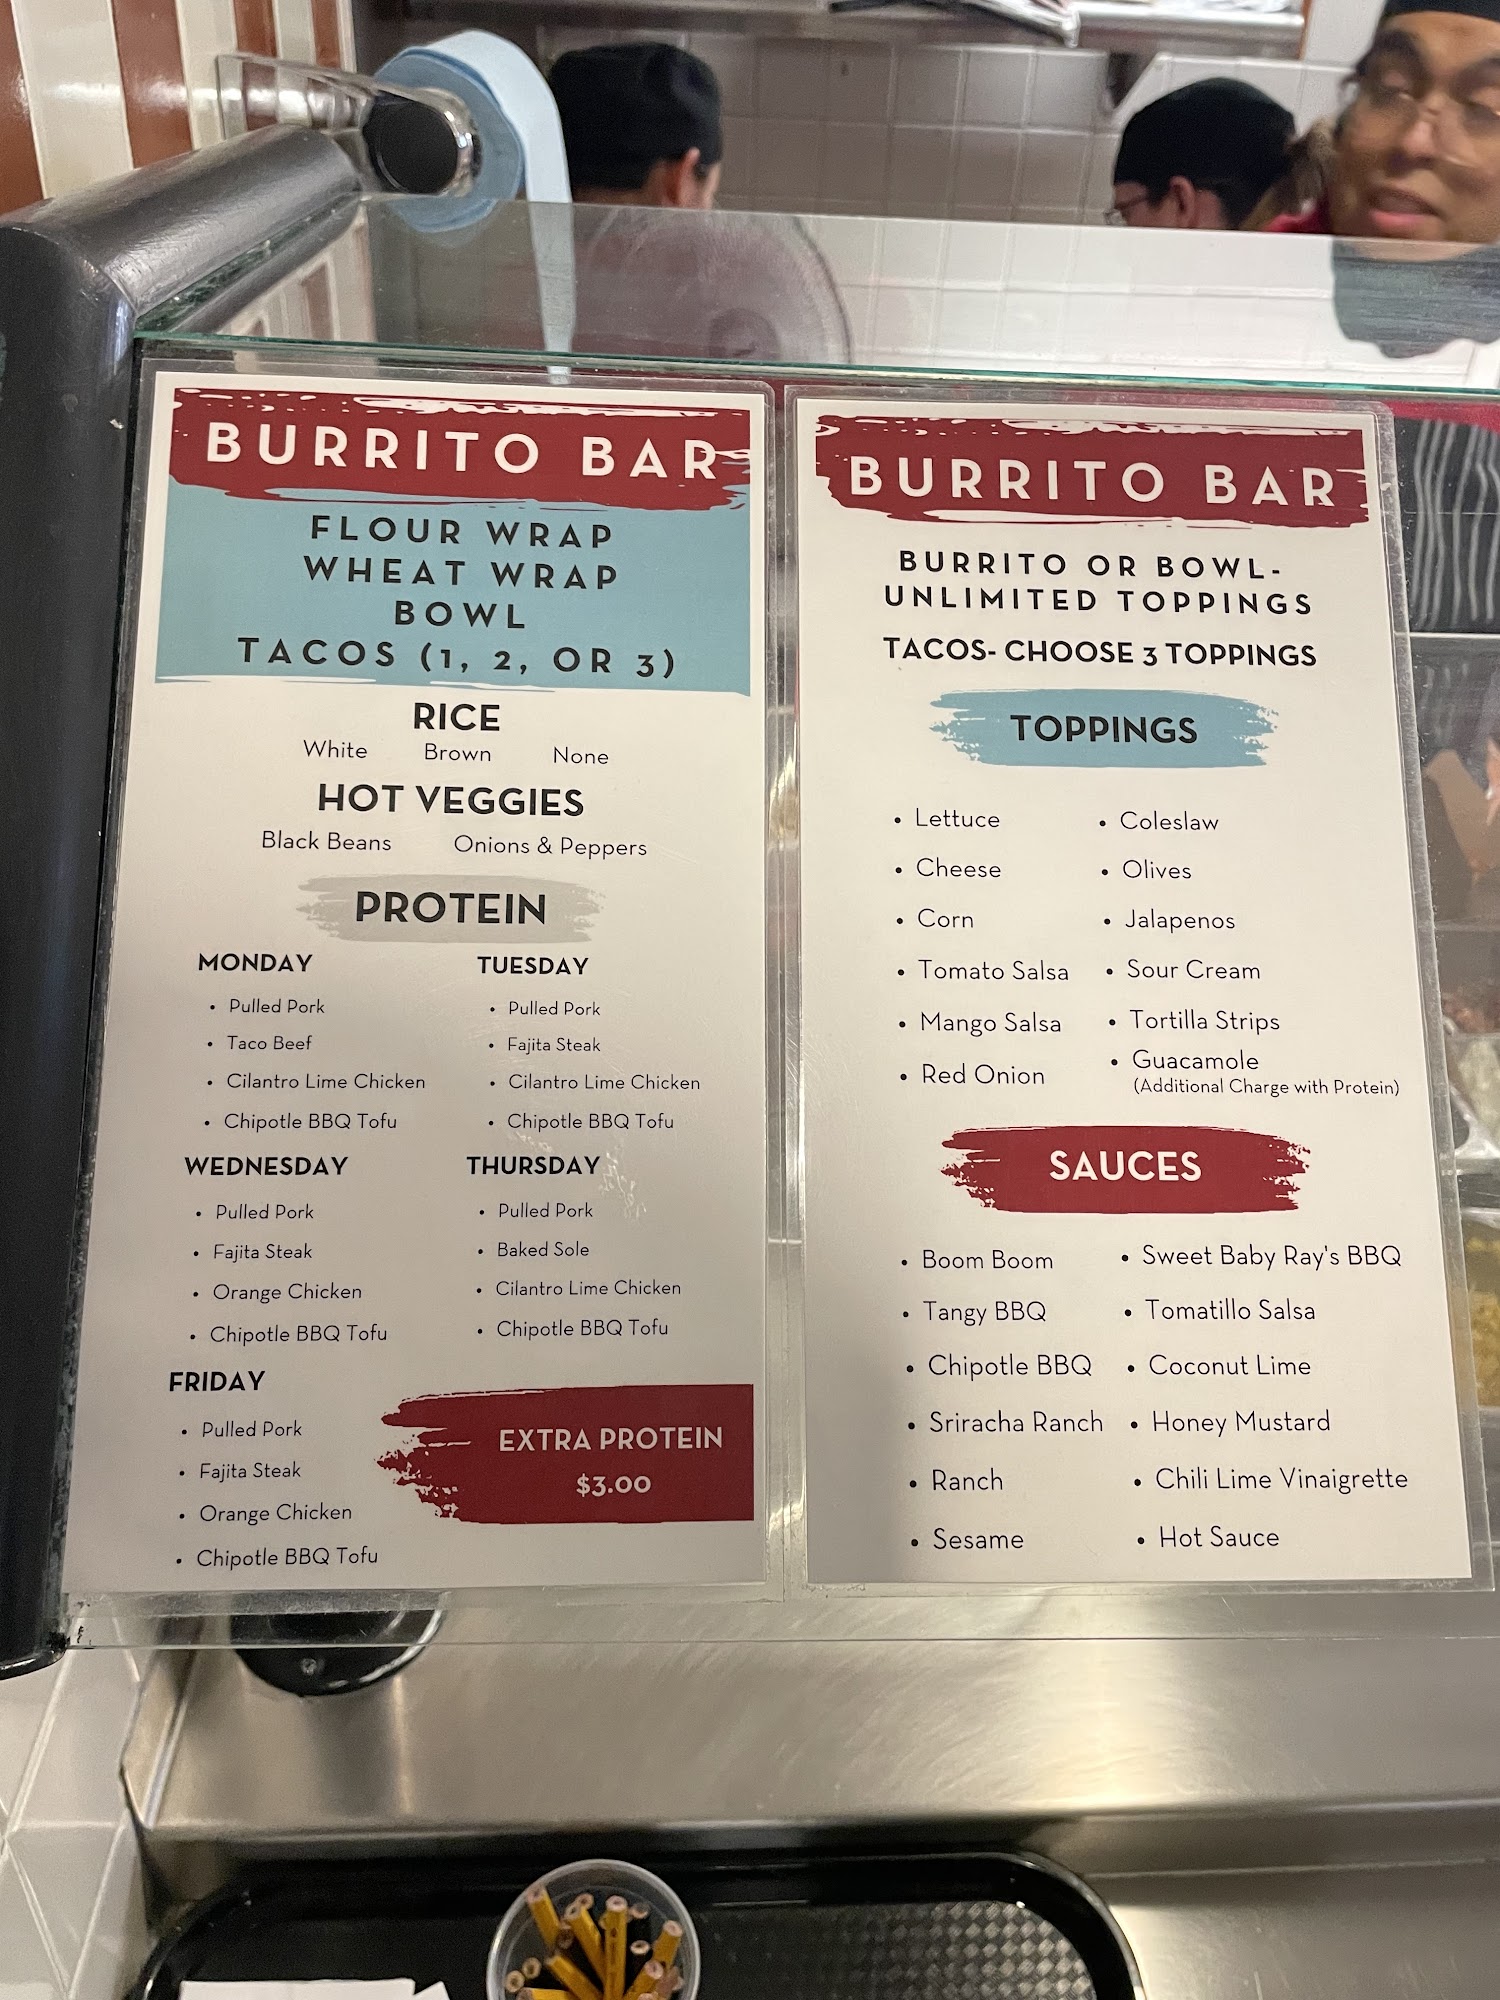 BURRITO BAR
FLOUR WRAP
WHEAT WRAP
BOWL
TACOS (1, 2, OR 3)
RICE
White Brown None
HOT VEGGIES
Black Beans Onions & Peppers
PROTEIN
MONDAY
• Pulled Pork
• Taco Beef
• Cilantro Lime Chicken
• Chipotle BBQ Tofu
TUESDAY
• Pulled Pork
• Fajita Steak
• Cilantro Lime Chicken
• Chipotle BBQ Tofu
WEDNESDAY
• Pulled Pork
• Fajita Steak
• Orange Chicken
• Chipotle BBQ Tofu
THURSDAY
• Pulled Pork
• Baked Sole
• Cilantro Lime Chicken
• Chipotle BBQ Tofu
FRIDAY
• Pulled Pork
• Fajita Steak
• Orange Chicken
• Chipotle BBQ Tofu
EXTRA PROTEIN
$3.00
BURRITO BAR
BURRITO OR BOWL-
UNLIMITED TOPPINGS
TACOS- CHOOSE 3 TOPPINGS
TOPPINGS
• Lettuce
• Cheese
• Corn
• Tomato Salsa
• Mango Salsa
• Red Onion
• Coleslaw
• Olives
• Jalapenos
• Sour Cream
• Tortilla Strips
• Guacamole
(Additional Charge with Protein)
SAUCES
• Boom Boom
• Tangy BBQ
• Chipotle BBQ
• Sriracha Ranch
• Ranch
• Sesame
• Sweet Baby Ray's BBQ
• Tomatillo Salsa
• Coconut Lime
• Honey Mustard
• Chili Lime Vinaigrette
• Hot Sauce